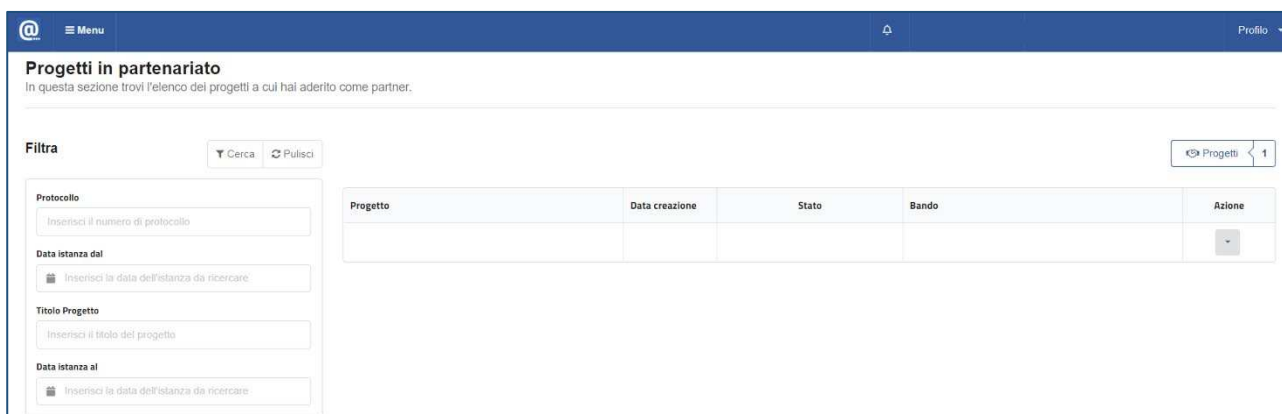 @ Menu Profilo
Progetti in partenariato
In questa sezione trovi l'elenco dei progetti a cui hai aderito come partner.
Filtra
Cerca Pulisci
Progetti 1
Protocollo
Inserisci il numero di protocollo
Data istanza dal
Inserisci la data dell'istanza da ricercare
Titolo Progetto
Inserisci il titolo del progetto
Data istanza al
Inserisci la data dell'istanza da ricercare
Progetto Data creazione Stato Bando Azione